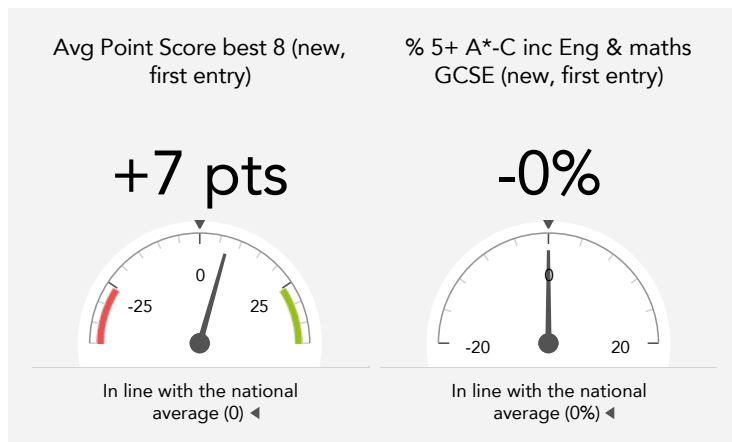 Avg Point Score best 8 (new,
first entry)
+7 pts
0
-25
25
In line with the national
average (0)
% 5+ A*-C inc Eng & maths
GCSE (new, first entry)
-0%
0
-20
20
In line with the national
average (0%)